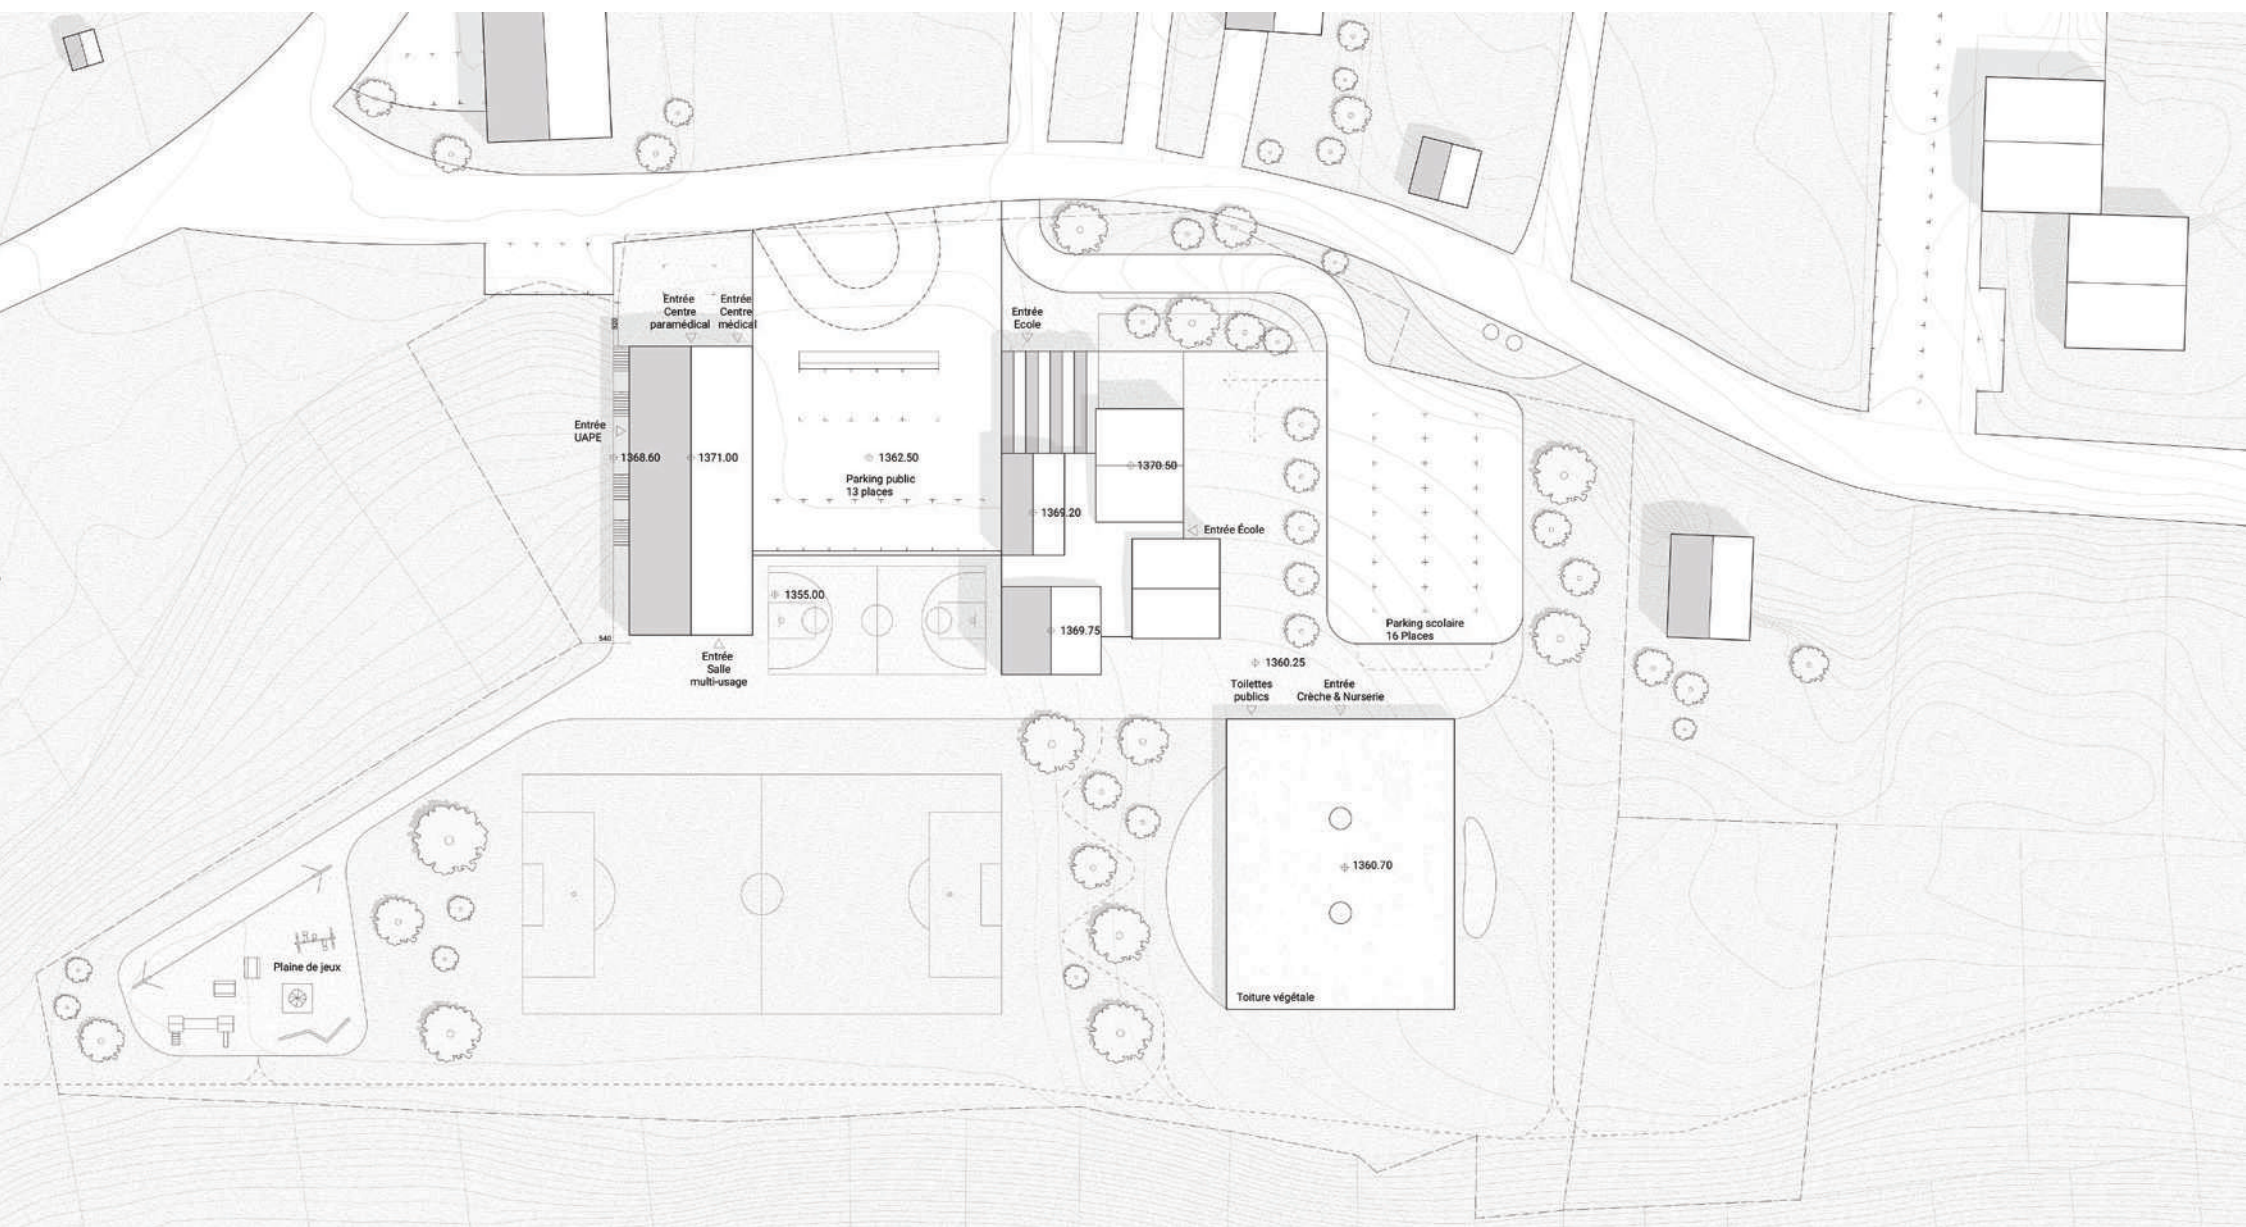 Entrée
Centre
paramédical
Entrée
Centre
médical
Entrée
Ecole
Entrée
UAPE
1368.60
1371.00
1362.50
Parking public
13 places
1370.50
1369.20
Entrée École
1355.00
1369.75
Parking scolaire
16 Places
540
Entrée
Salle
multi-usage
1360.25
Toilettes
publics
Entrée
Crèche & Nurserie
1360.70
Plaine de jeux
Toiture végétale